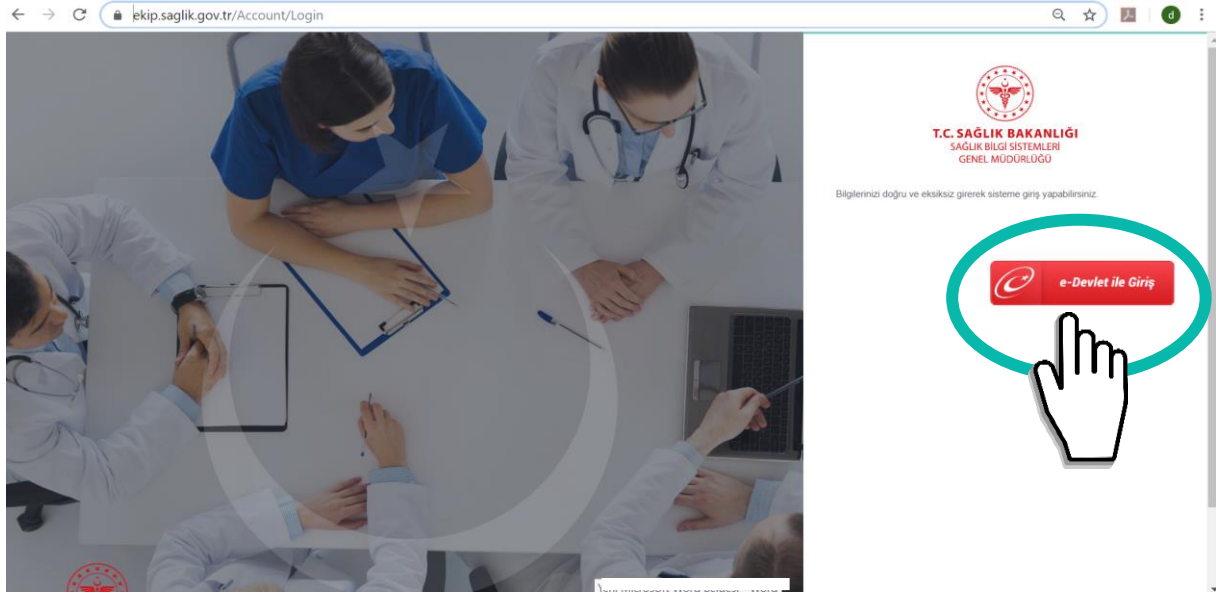 ekip.saglik.gov.tr/Account/Login
d
T.C. SAĞLIK BAKANLIĞI
SAĞLIK BİLGİ SİSTEMLERİ
GENEL MÜDÜRLÜĞÜ
Bilgilerinizi doğru ve eksiksiz girerek sisteme giriş yapabilirsiniz.
e-Devlet ile Giriş